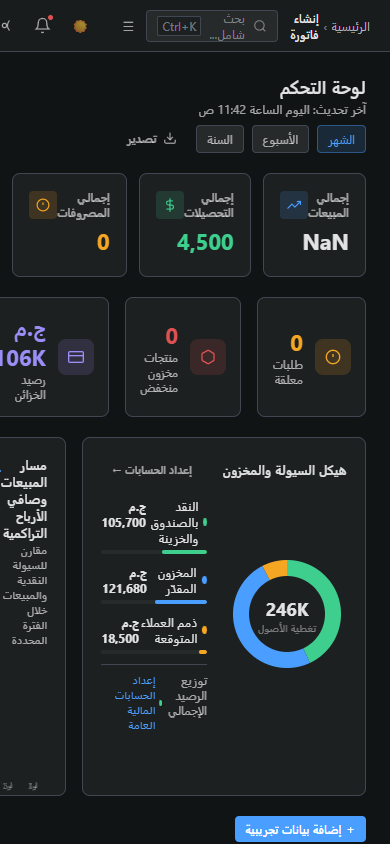 الرئيسية › إنشاء فاتورة
بحث شامل...
Ctrl+K
لوحة التحكم
آخر تحديث: اليوم الساعة 11:42 ص
الشهر
الأسبوع
السنة
تصدير
إجمالي المبيعات
NaN
إجمالي التحصيلات
4,500
إجمالي المصروفات
0
0
طلبات معلقة
0
منتجات مخزون منخفض
ج.م
106K
رصيد الخزائن
هيكل السيولة والمخزون
إعداد الحسابات ←
246K
تغطية الأصول
النقد بالصندوق والخزينة
ج.م 105,700
المخزون المقدّر
ج.م 121,680
ذمم العملاء المتوقعة
ج.م 18,500
توزيع الرصيد الإجمالي
إعداد الحسابات المالية العامة
مسار المبيعات وصافي الأرباح التراكمية
مقارن للسيولة النقدية والمبيعات خلال الفترة المحددة
+ إضافة بيانات تجريبية